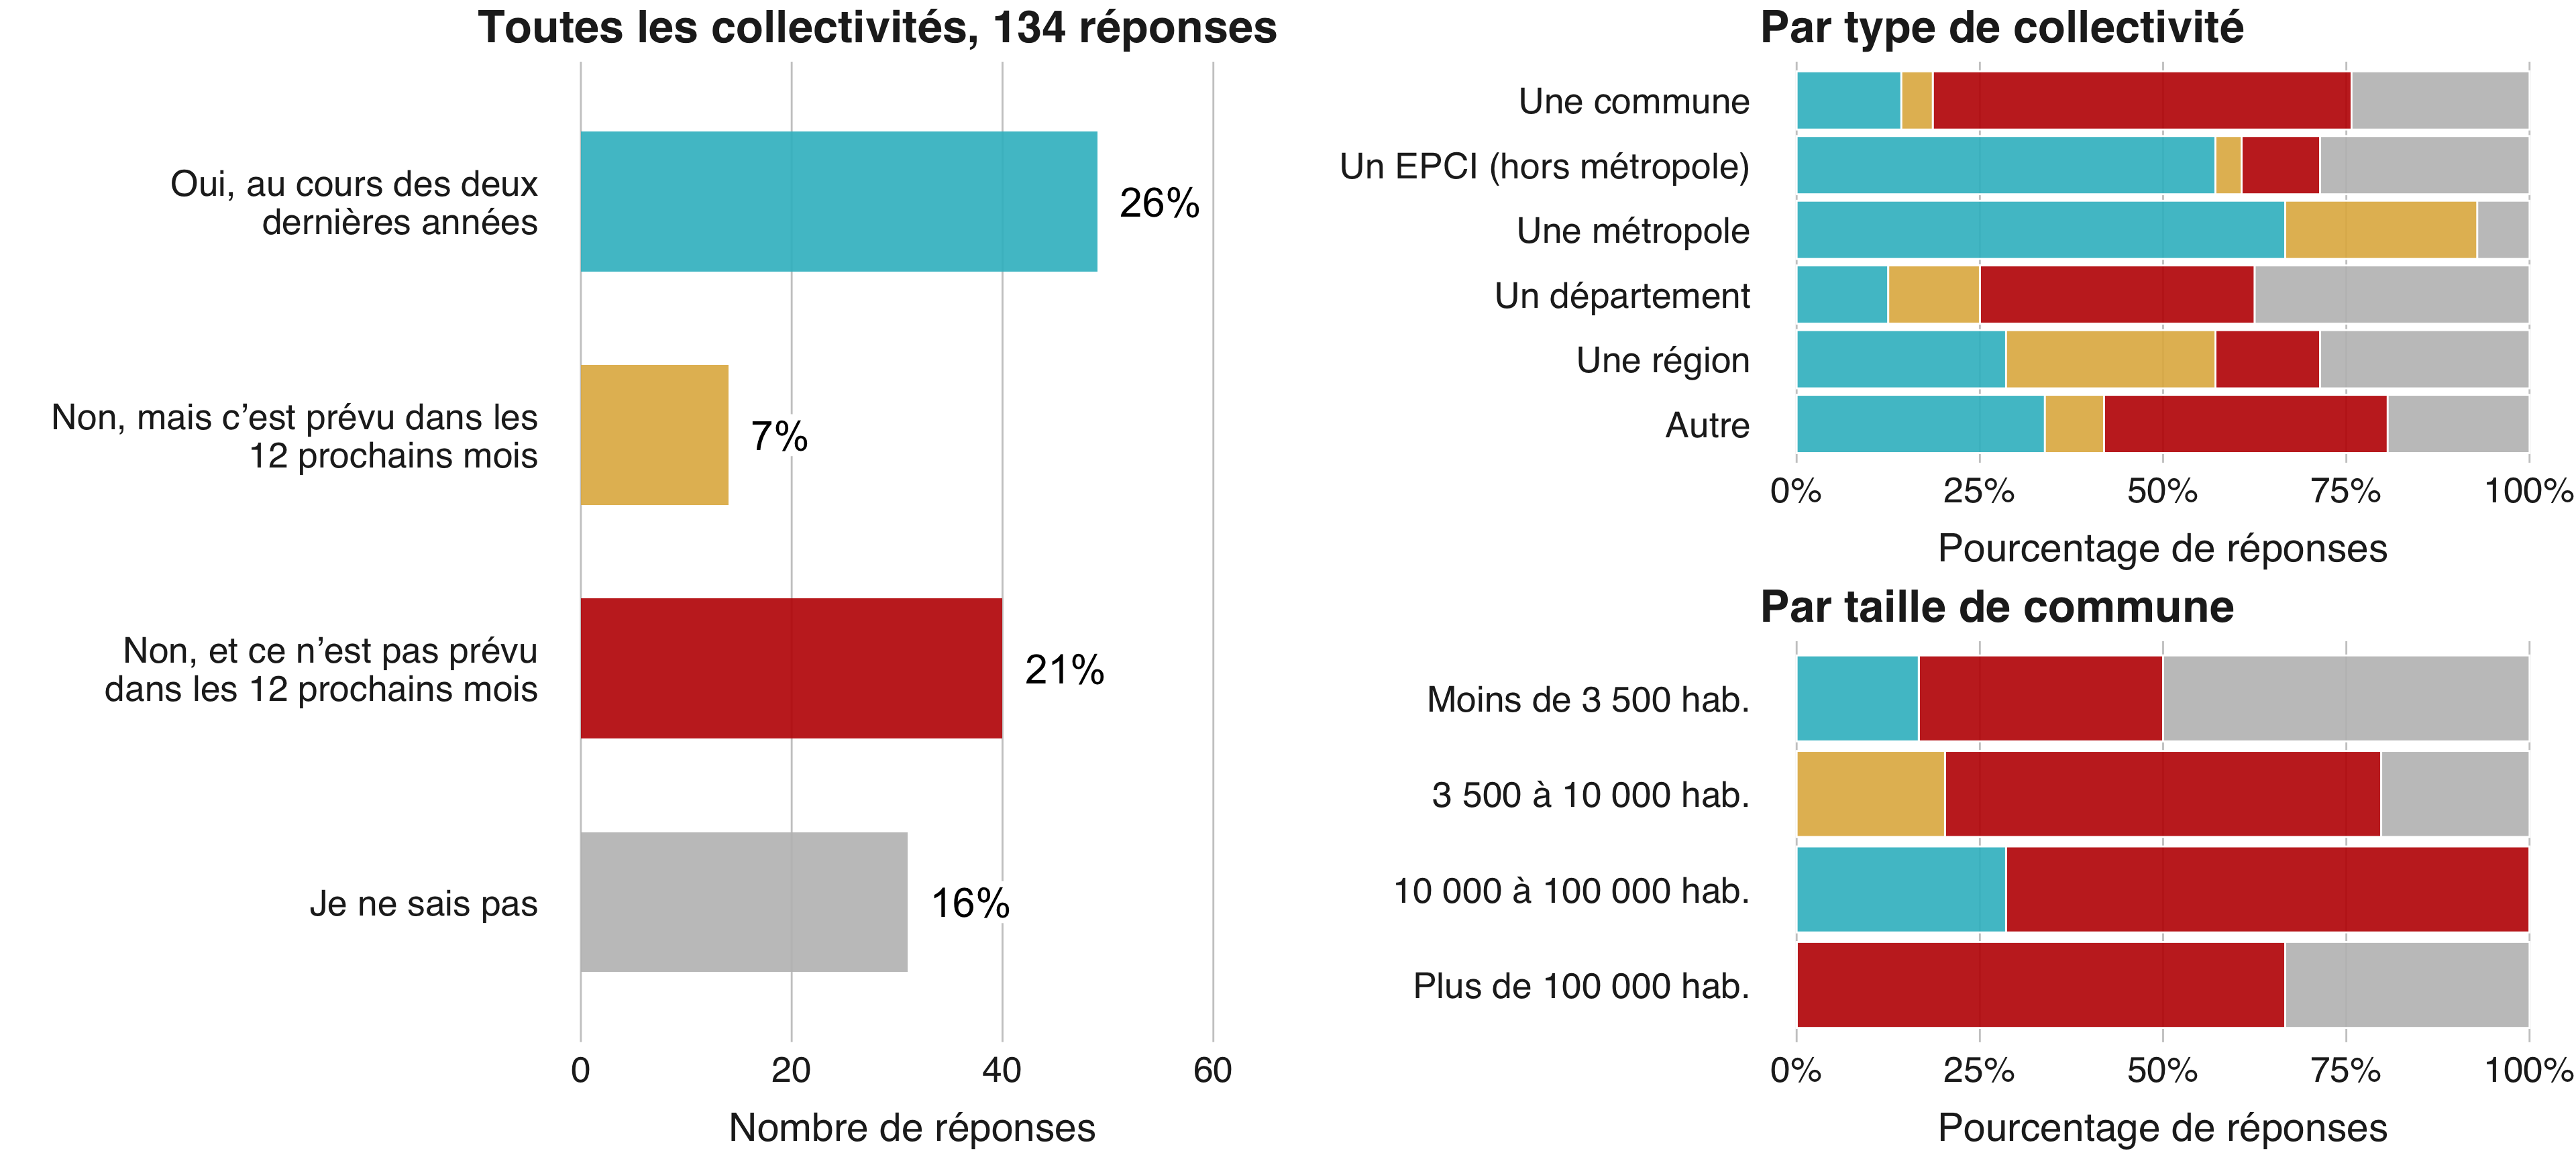 Toutes les collectivités, 134 réponses
Oui, au cours des deux
dernières années
26%
Non, mais c’est prévu dans les
12 prochains mois
7%
Non, et ce n’est pas prévu
dans les 12 prochains mois
21%
Je ne sais pas
16%
0 20 40 60
Nombre de réponses
Par type de collectivité
Une commune
Un EPCI (hors métropole)
Une métropole
Un département
Une région
Autre
0% 25% 50% 75% 100%
Pourcentage de réponses
Par taille de commune
Moins de 3 500 hab.
3 500 à 10 000 hab.
10 000 à 100 000 hab.
Plus de 100 000 hab.
0% 25% 50% 75% 100%
Pourcentage de réponses